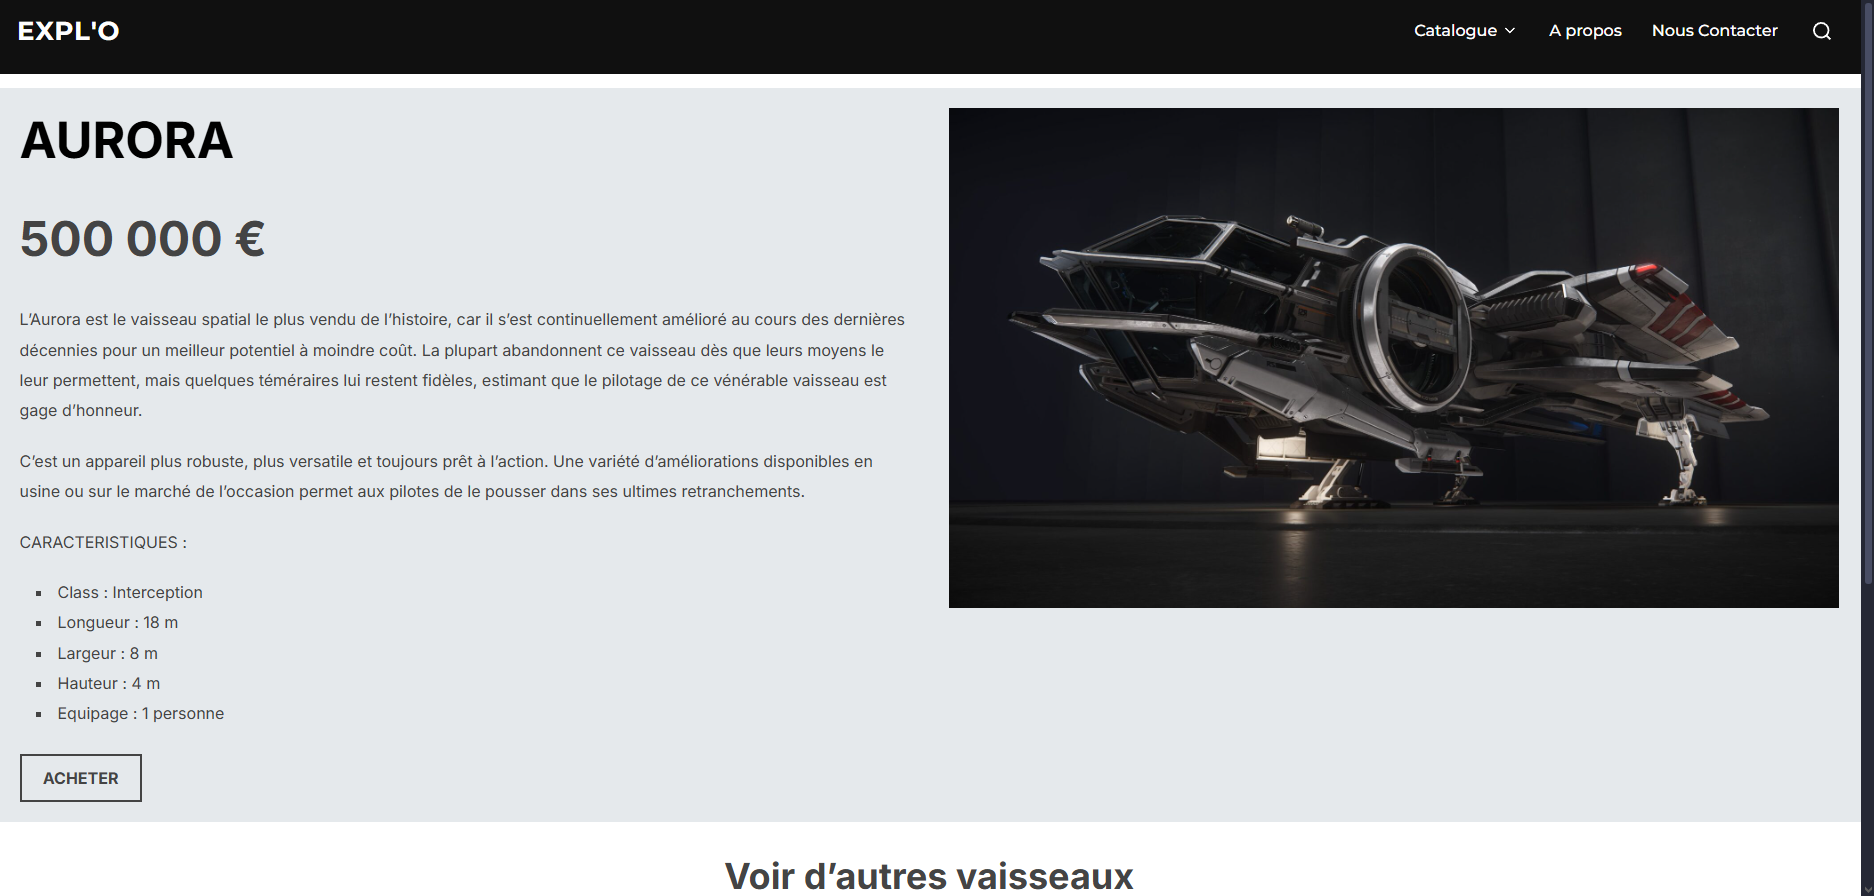 EXPL'O
Catalogue
A propos
Nous Contacter
AURORA
500 000 €
L’Aurora est le vaisseau spatial le plus vendu de l’histoire, car il s’est continuellement amélioré au cours des dernières
décennies pour un meilleur potentiel à moindre coût. La plupart abandonnent ce vaisseau dès que leurs moyens le
leur permettent, mais quelques téméraires lui restent fidèles, estimant que le pilotage de ce vénérable vaisseau est
gage d’honneur.
C’est un appareil plus robuste, plus versatile et toujours prêt à l’action. Une variété d’améliorations disponibles en
usine ou sur le marché de l’occasion permet aux pilotes de le pousser dans ses ultimes retranchements.
CARACTERISTIQUES :
Class : Interception
Longueur : 18 m
Largeur : 8 m
Hauteur : 4 m
Equipage : 1 personne
ACHETER
Voir d’autres vaisseaux